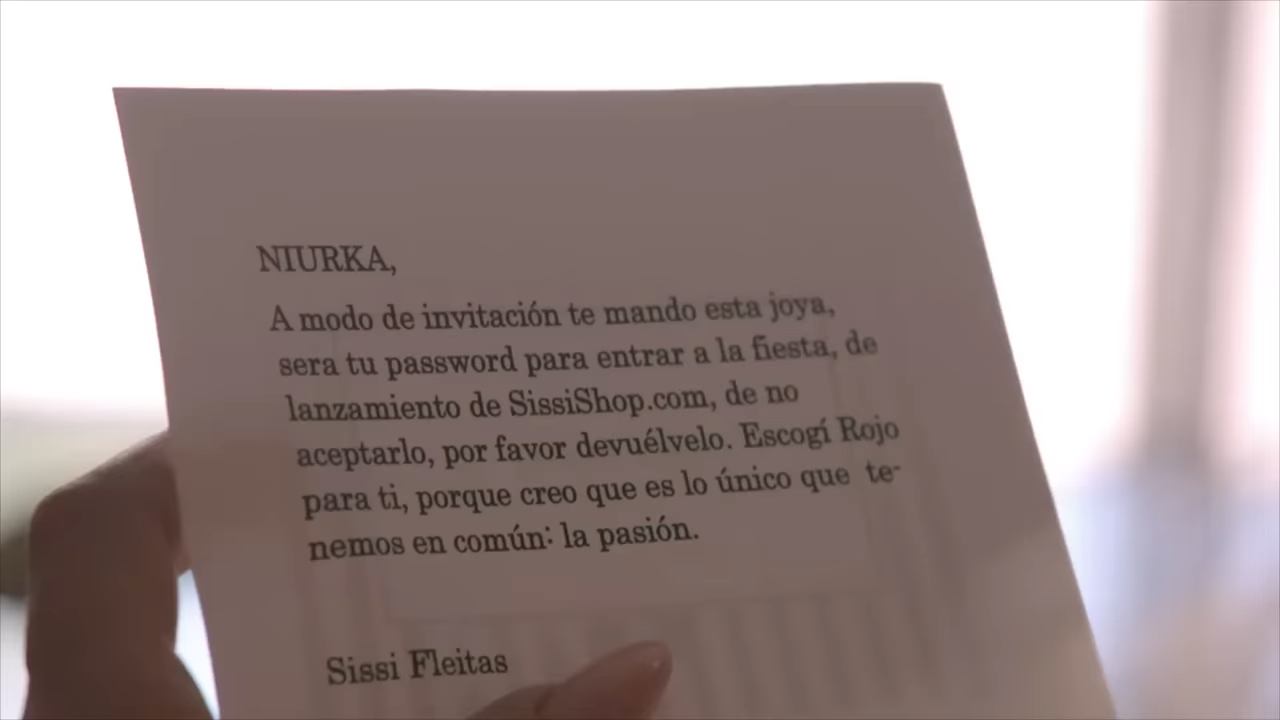 NIURKA,
A modo de invitación te mando esta joya,
sera tu password para entrar a la fiesta, de
lanzamiento de SissiShop.com, de no
aceptarlo, por favor devuélvelo. Escogí Rojo
para ti, porque creo que es lo único que te-
nemos en común: la pasión.
Sissi Fleitas